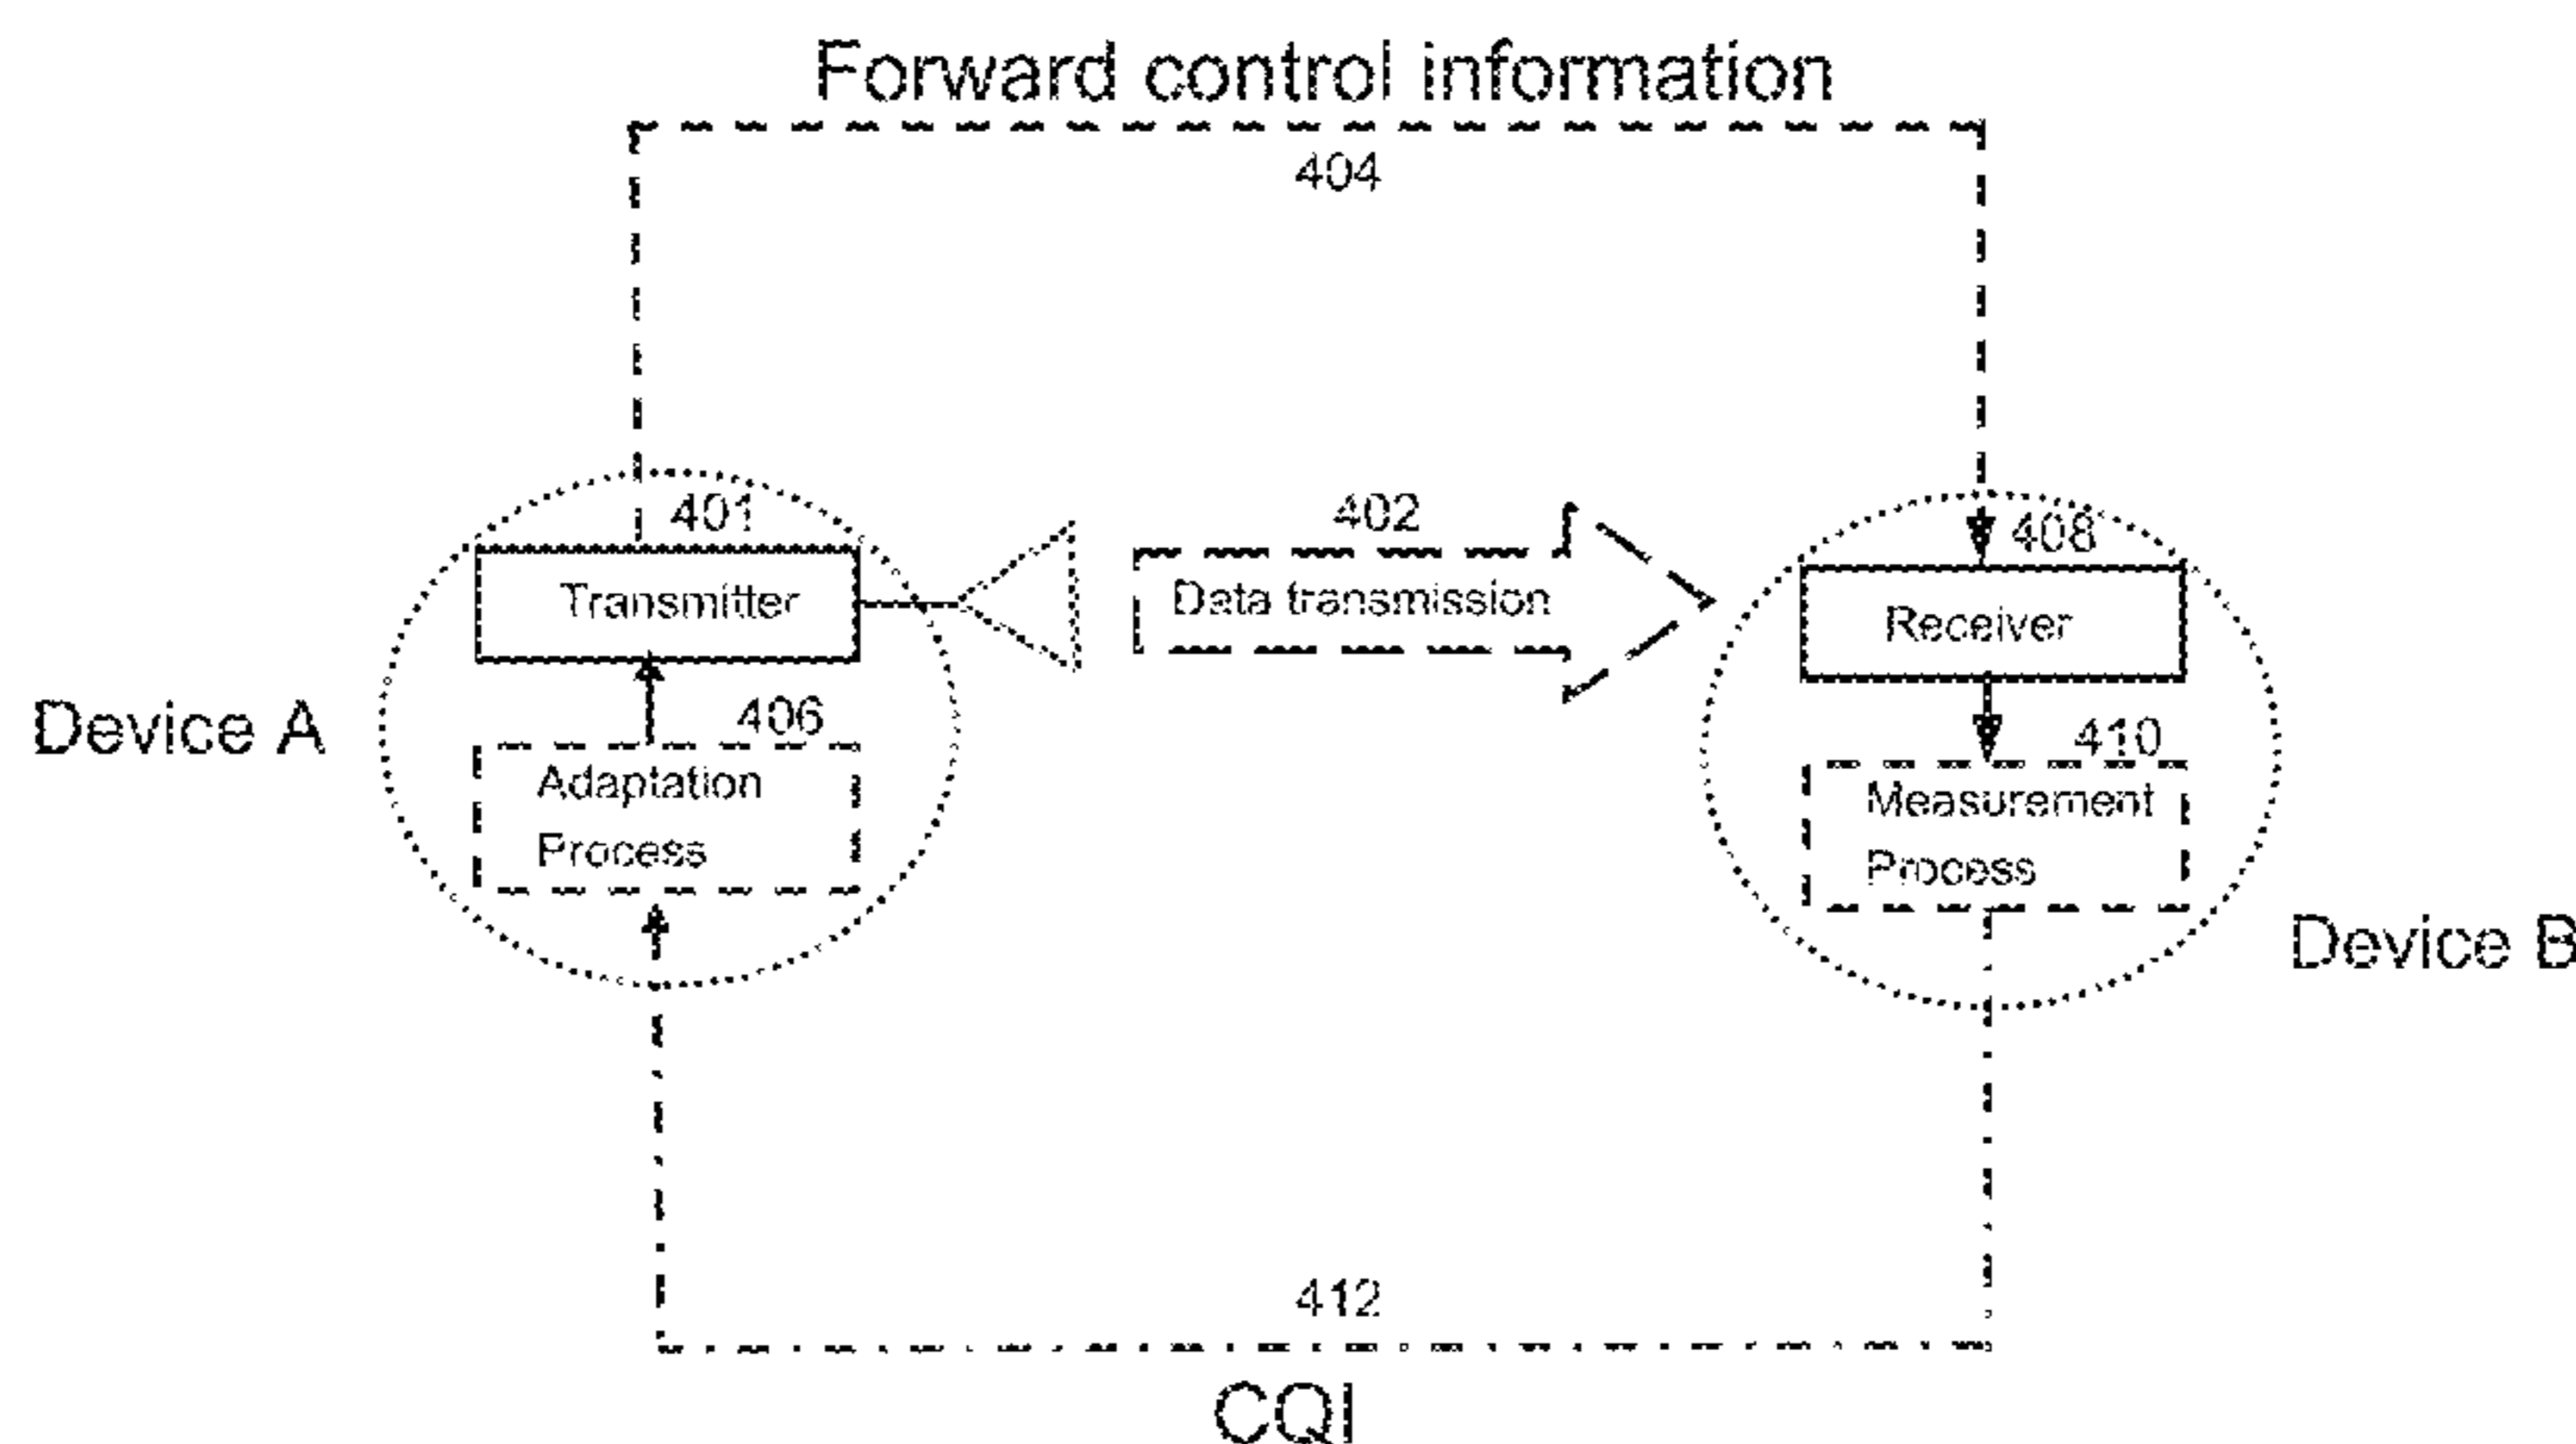 Forward control information
404
401
402
408
Transmitter
Data transmission
Receiver
Device A
406
410
Adaptation
Process
Measurement
Process
Device B
412
CQI